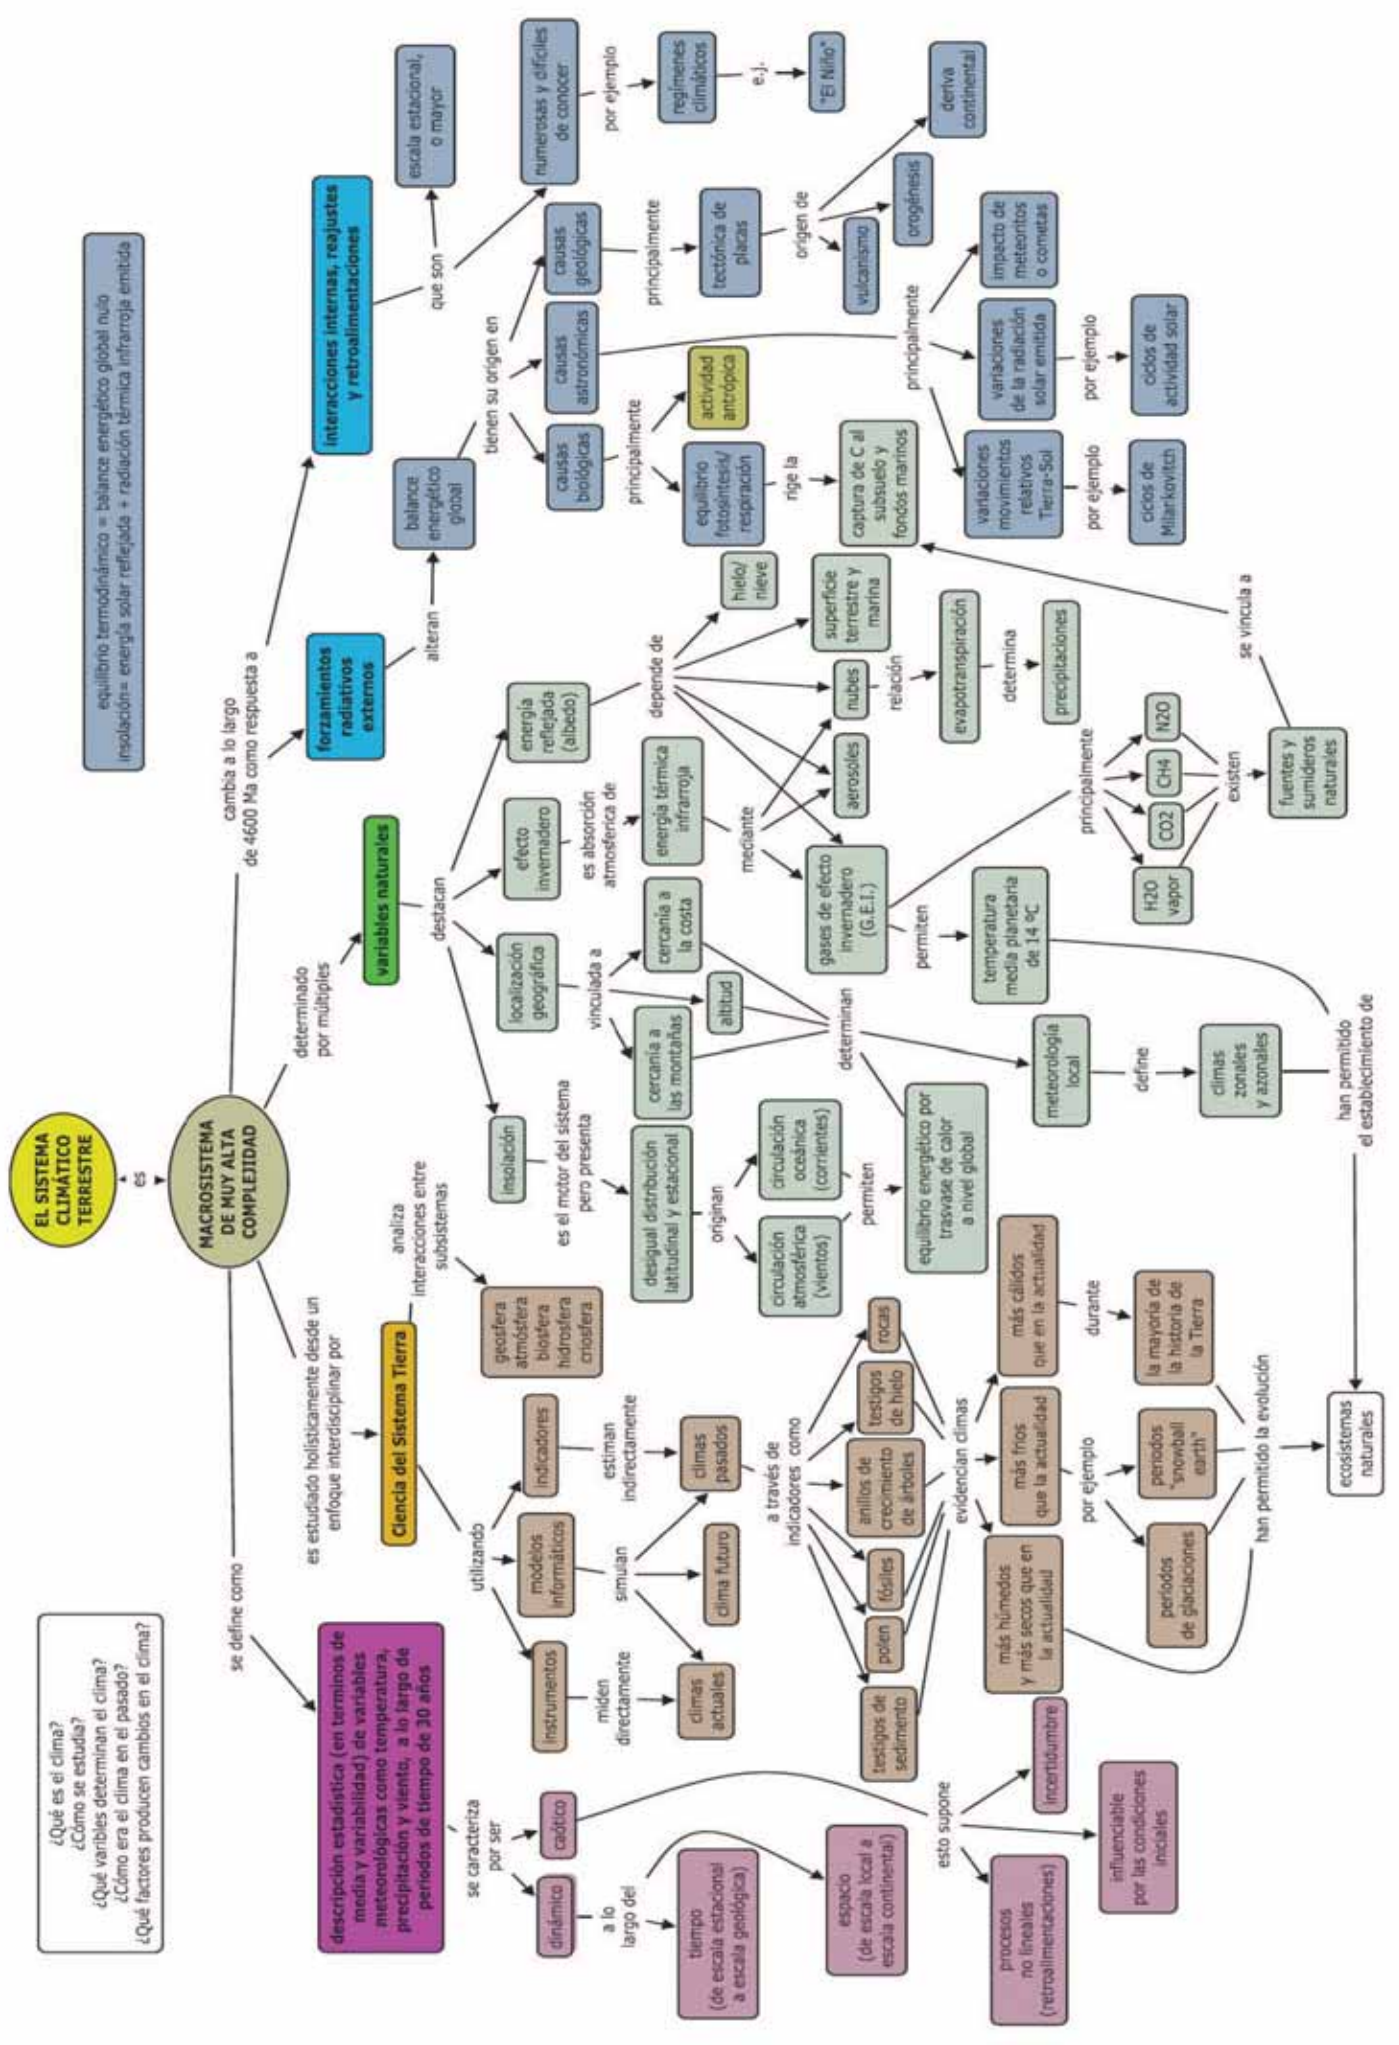 EL SISTEMA
CLIMÁTICO
TERRESTRE
es
MACROSISTEMA
DE MUY ALTA
COMPLEJIDAD
¿Qué es el clima?
¿Cómo se estudia?
¿Qué varibles determinan el clima?
¿Cómo era el clima en el pasado?
¿Qué factores producen cambios en el clima?
equilibrio termodinámico = balance energético global nulo
insolación= energía solar reflejada + radiación térmica infrarroja emitida
se define como
descripción estadística (en terminos de
media y variabilidad) de variables
meteorológicas como temperatura,
precipitación y viento, a lo largo de
períodos de tiempo de 30 años
se caracteriza
por ser
dinámico
caótico
a lo
largo del
tiempo
(de escala estacional
a escala geológica)
espacio
(de escala local a
escala continental)
esto supone
procesos
no lineales
(retroalimentaciones)
influenciable
por las condiciones
iniciales
incertidumbre
es estudiado holísticamente desde un
enfoque interdisciplinar por
Ciencia del Sistema Tierra
analiza
interacciones entre
subsistemas
geosfera
atmósfera
biosfera
hidrosfera
criosfera
utilizando
instrumentos
modelos
informáticos
indicadores
miden
directamente
simulan
estiman
indirectamente
climas
actuales
clima futuro
climas
pasados
a través de
indicadores como
testigos de
sedimento
polen
fósiles
anillos de
crecimiento
de árboles
testigos
de hielo
rocas
evidencian climas
más húmedos
y más secos que en
la actualidad
más fríos
que la actualidad
más cálidos
que en la actualidad
por ejemplo
durante
períodos
de glaciaciones
periodos
"snowball
earth"
la mayoría de
la historia de
la Tierra
han permitido la evolución
ecosistemas
naturales
determinado
por múltiples
variables naturales
destacan
insolación
localización
geográfica
efecto
invernadero
energía
reflejada
(albedo)
es el motor del sistema
pero presenta
desigual distribución
latitudinal y estacional
originan
circulación
atmosférica
(vientos)
circulación
oceánica
(corrientes)
permiten
equilibrio energético por
trasvase de calor
a nivel global
vinculada a
cercanía a
las montañas
altitud
cercanía a
la costa
determinan
meteorología
local
define
climas
zonales
y azonales
han permitido
el establecimiento de
es absorción
atmosferica de
energía térmica
infrarroja
mediante
gases de efecto
invernadero
(G.E.I.)
aerosoles
nubes
permiten
temperatura
media planetaria
de 14 ºC
principalmente
H2O
vapor
CO2
CH4
N2O
existen
fuentes y
sumideros
naturales
se vincula a
depende de
hielo/
nieve
superficie
terrestre y
marina
relación
evapotranspiración
determina
precipitaciones
cambia a lo largo
de 4600 Ma como respuesta a
forzamientos
radiativos
externos
alteran
balance
energético
glooal
tienen su origen en
causas
biológicas
causas
astronómicas
causas
geológicas
principalmente
equilibrio
fotosíntesis/
respiración
actividad
antrópica
rige la
captura de C al
subsuelo y
fondos marinos
principalmente
variaciones
movimientos
relativos
Tierra-Sol
variaciones
de la radiación
solar emitida
impacto de
meteoritos
o cometas
por ejemplo
ciclos de
por ejemplo
ciclos de
actividad solar
principalmente
tectónica de
placas
origen de
vulcanismo
orogénesis
deriva
continental
interacciones internas, reajustes
y retroalimentaciones
que son
escala estacional,
o mayor
numerosas y difíciles
de conocer
por ejemplo
regímenes
climáticos
e.j.
"El Niño"